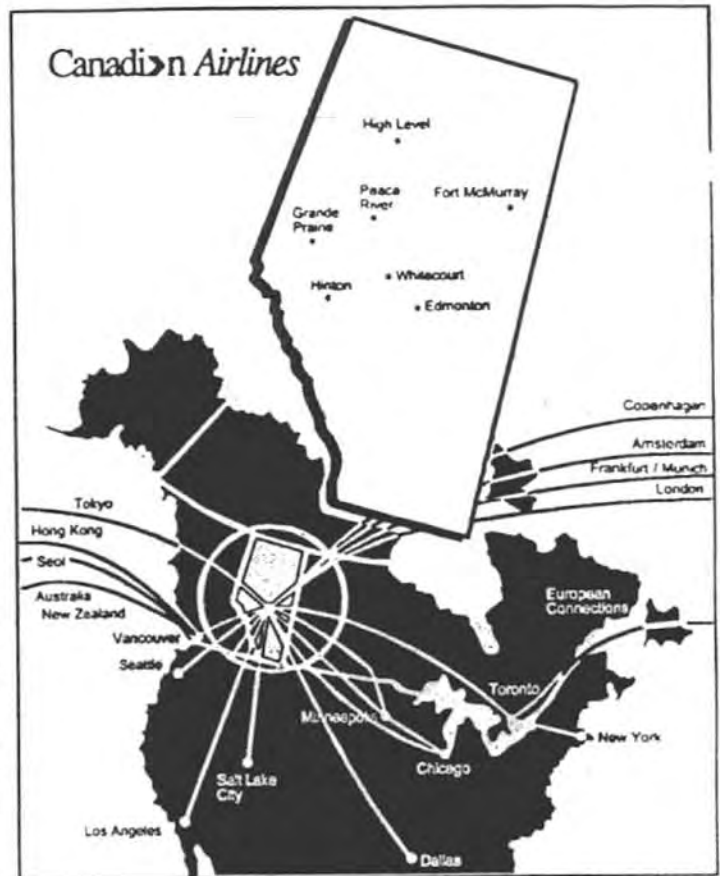 Canadi>n Airlines
High Level
Peace
River
Fort McMurray
Grande
Prairie
Whitecourt
Hinton
Edmonton
Copenhagen
Amsterdam
Frankfurt / Munich
London
Tokyo
Hong Kong
Seol
Australia
New Zealand
European
Connections
Vancouver
Seattle
Toronto
Minneapolis
New York
Chicago
Salt Lake
City
Los Angeles
Dallas